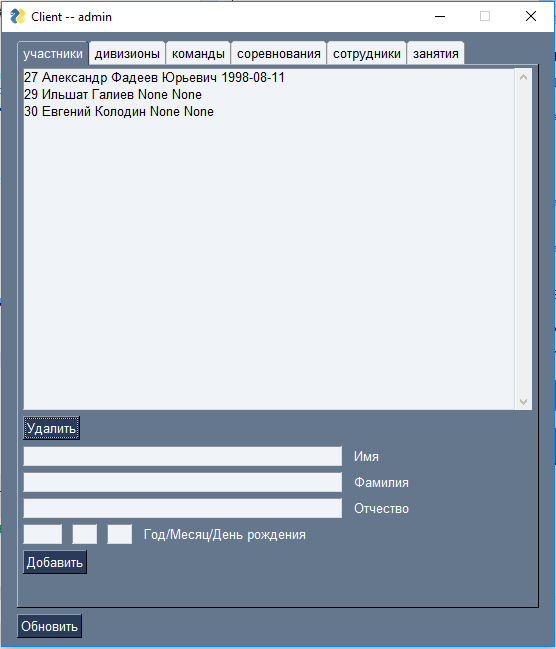 Client -- admin
участники дивизионы команды соревнования сотрудники занятия
27 Александр Фадеев Юрьевич 1998-08-11
29 Ильшат Галиев None None
30 Евгений Колодин None None
Удалить
Имя
Фамилия
Отчество
Год/Месяц/День рождения
Добавить
Обновить